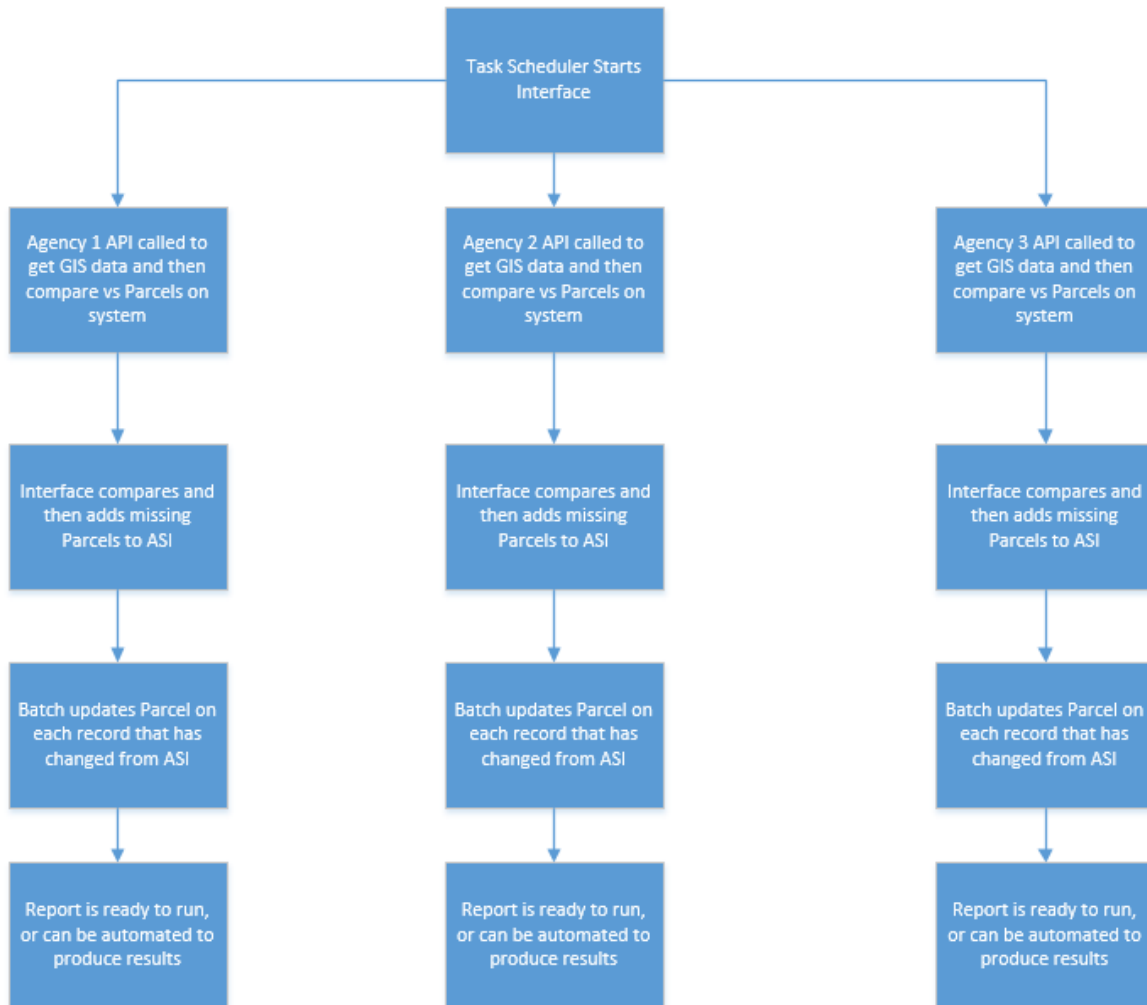 Task Scheduler Starts
Interface
Agency 1 API called to
get GIS data and then
compare vs Parcels on
system
Agency 2 API called to
get GIS data and then
compare vs Parcels on
system
Agency 3 API called to
get GIS data and then
compare vs Parcels on
system
Interface compares and
then adds missing
Parcels to ASI
Interface compares and
then adds missing
Parcels to ASI
Interface compares and
then adds missing
Parcels to ASI
Batch updates Parcel on
each record that has
changed from ASI
Batch updates Parcel on
each record that has
changed from ASI
Batch updates Parcel on
each record that has
changed from ASI
Report is ready to run,
or can be automated to
produce results
Report is ready to run,
or can be automated to
produce results
Report is ready to run,
or can be automated to
produce results